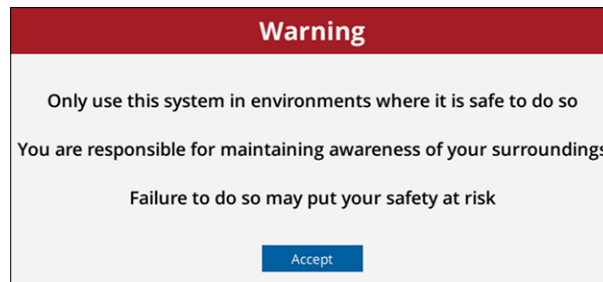 Warning
Only use this system in environments where it is safe to do so
You are responsible for maintaining awareness of your surroundings
Failure to do so may put your safety at risk
Accept